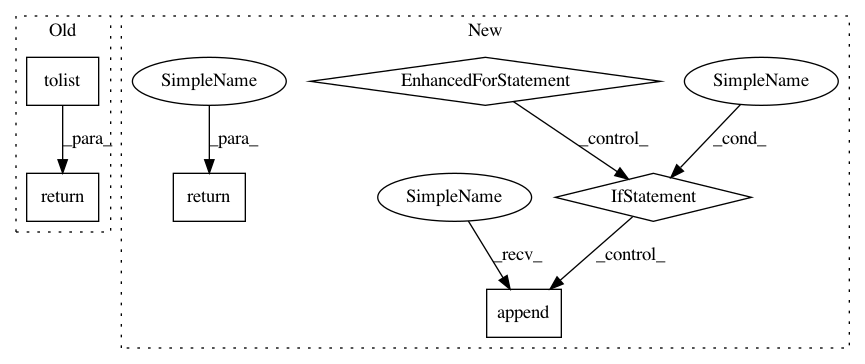 Old
New
tolist
SimpleName
EnhancedForStatement
SimpleName
_para_
_para_
_control_
_cond_
return
return
SimpleName
IfStatement
_recv_
_control_
append